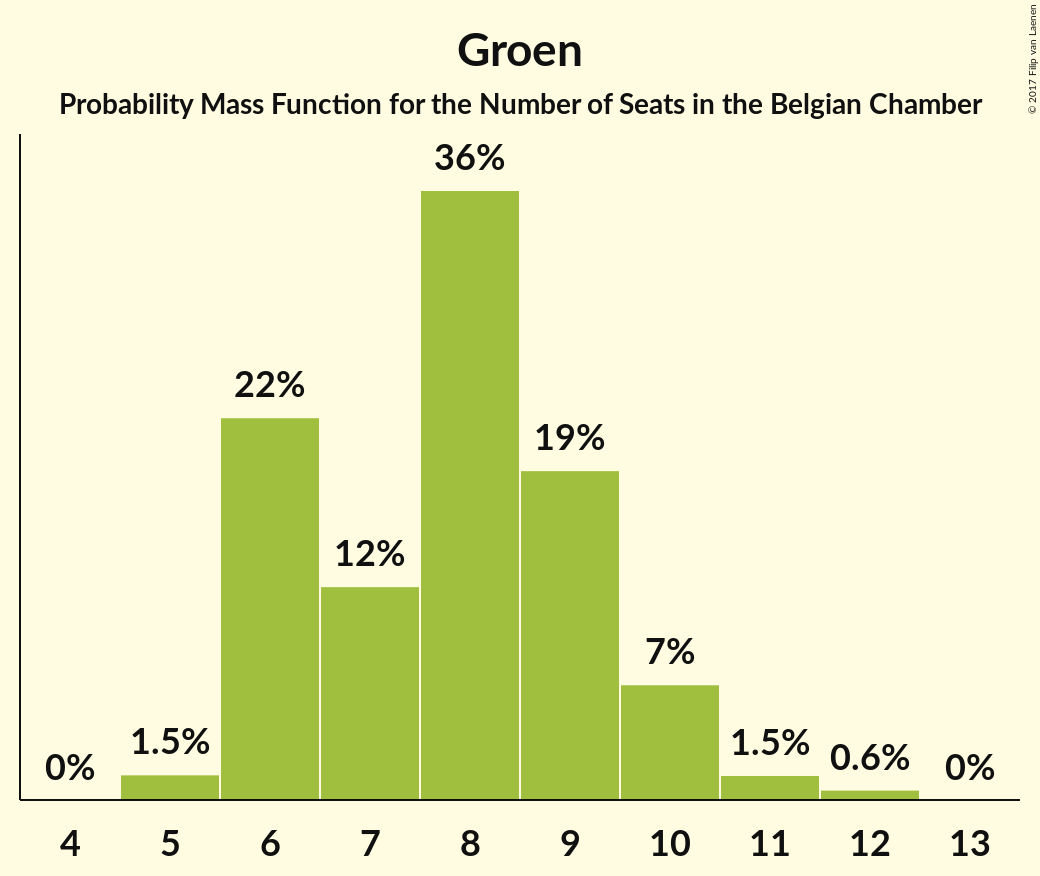 Groen
Probability Mass Function for the Number of Seats in the Belgian Chamber
© 2017 Filip van Laenen
36%
22%
19%
12%
7%
1.5%
1.5%
0.6%
0%
0%
4 5 6 7 8 9 10 11 12 13